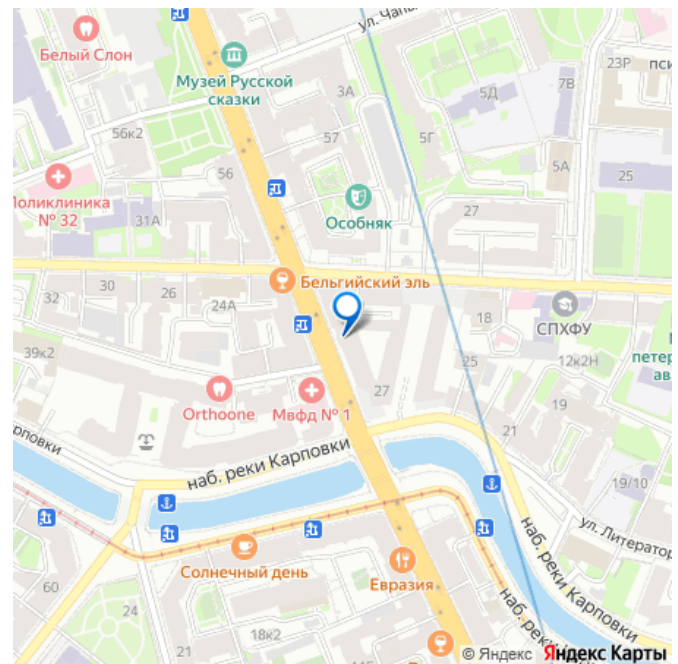 ул. Чапы
Белый Слон
Музей Русской
сказки
3А
5Д
7В
23Р
пси
56к2
57
5Г
56
5А
25
Поликлиника
№ 32
31А
Особняк
27
Бельгийский эль
32
30
26
24А
18
СПХФУ
39к2
петер
ав
25
12к2Н
Orthoone
Мвфд № 1
27
19
21
рповки
наб. реки Карповки
19/10
ул. Литератор
наб. реки Карповки
Солнечный день
60
Евразия
24
18к2
наб. реки
© Яндекс Яндекс Карты